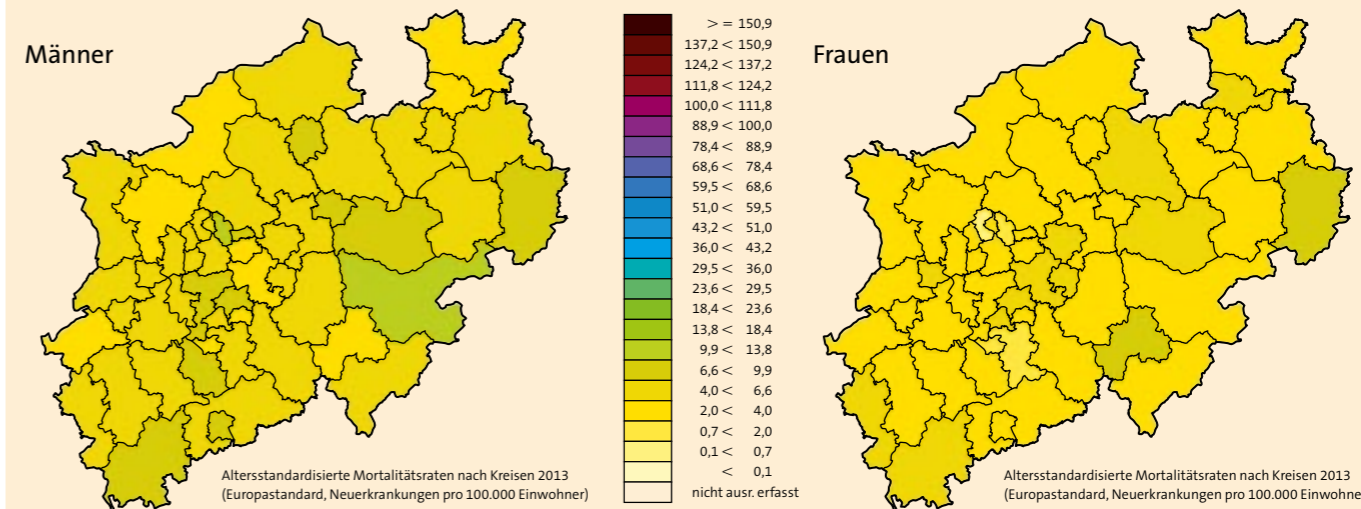 Männer
> = 150,9
137,2 < 150,9
124,2 < 137,2
111,8 < 124,2
100,0 < 111,8
88,9 < 100,0
78,4 < 88,9
68,6 < 78,4
59,5 < 68,6
51,0 < 59,5
43,2 < 51,0
36,0 < 43,2
29,5 < 36,0
23,6 < 29,5
18,4 < 23,6
13,8 < 18,4
9,9 < 13,8
6,6 < 9,9
4,0 < 6,6
2,0 < 4,0
0,7 < 2,0
0,1 < 0,7
< 0,1
nicht ausr. erfasst
Frauen
Altersstandardisierte Mortalitätsraten nach Kreisen 2013
(Europastandard, Neuerkrankungen pro 100.000 Einwohner)
Altersstandardisierte Mortalitätsraten nach Kreisen 2013
(Europastandard, Neuerkrankungen pro 100.000 Einwohne